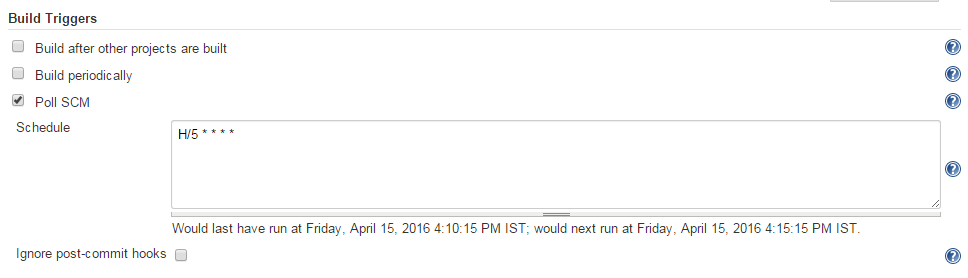 Build Triggers
Build after other projects are built
Build periodically
Poll SCM
Schedule
H/5 * * * *
Would last have run at Friday, April 15, 2016 4:10:15 PM IST; would next run at Friday, April 15, 2016 4:15:15 PM IST.
Ignore post-commit hooks